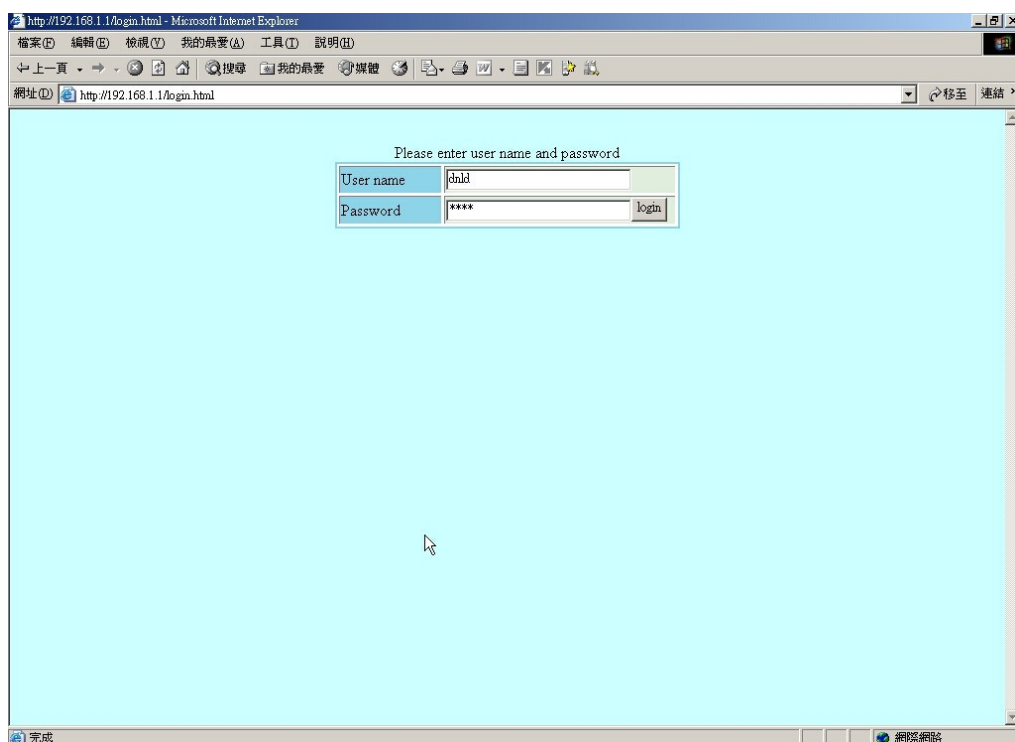 http://192.168.1.1/login.html - Microsoft Internet Explorer
檔案(F) 編輯(E) 檢視(V) 我的最愛(A) 工具(T) 說明(H)
上一頁 搜尋 我的最愛 媒體
網址(D) http://192.168.1.1/login.html 移至 連結
Please enter user name and password
User name dnld
Password **** login
完成 網際網路